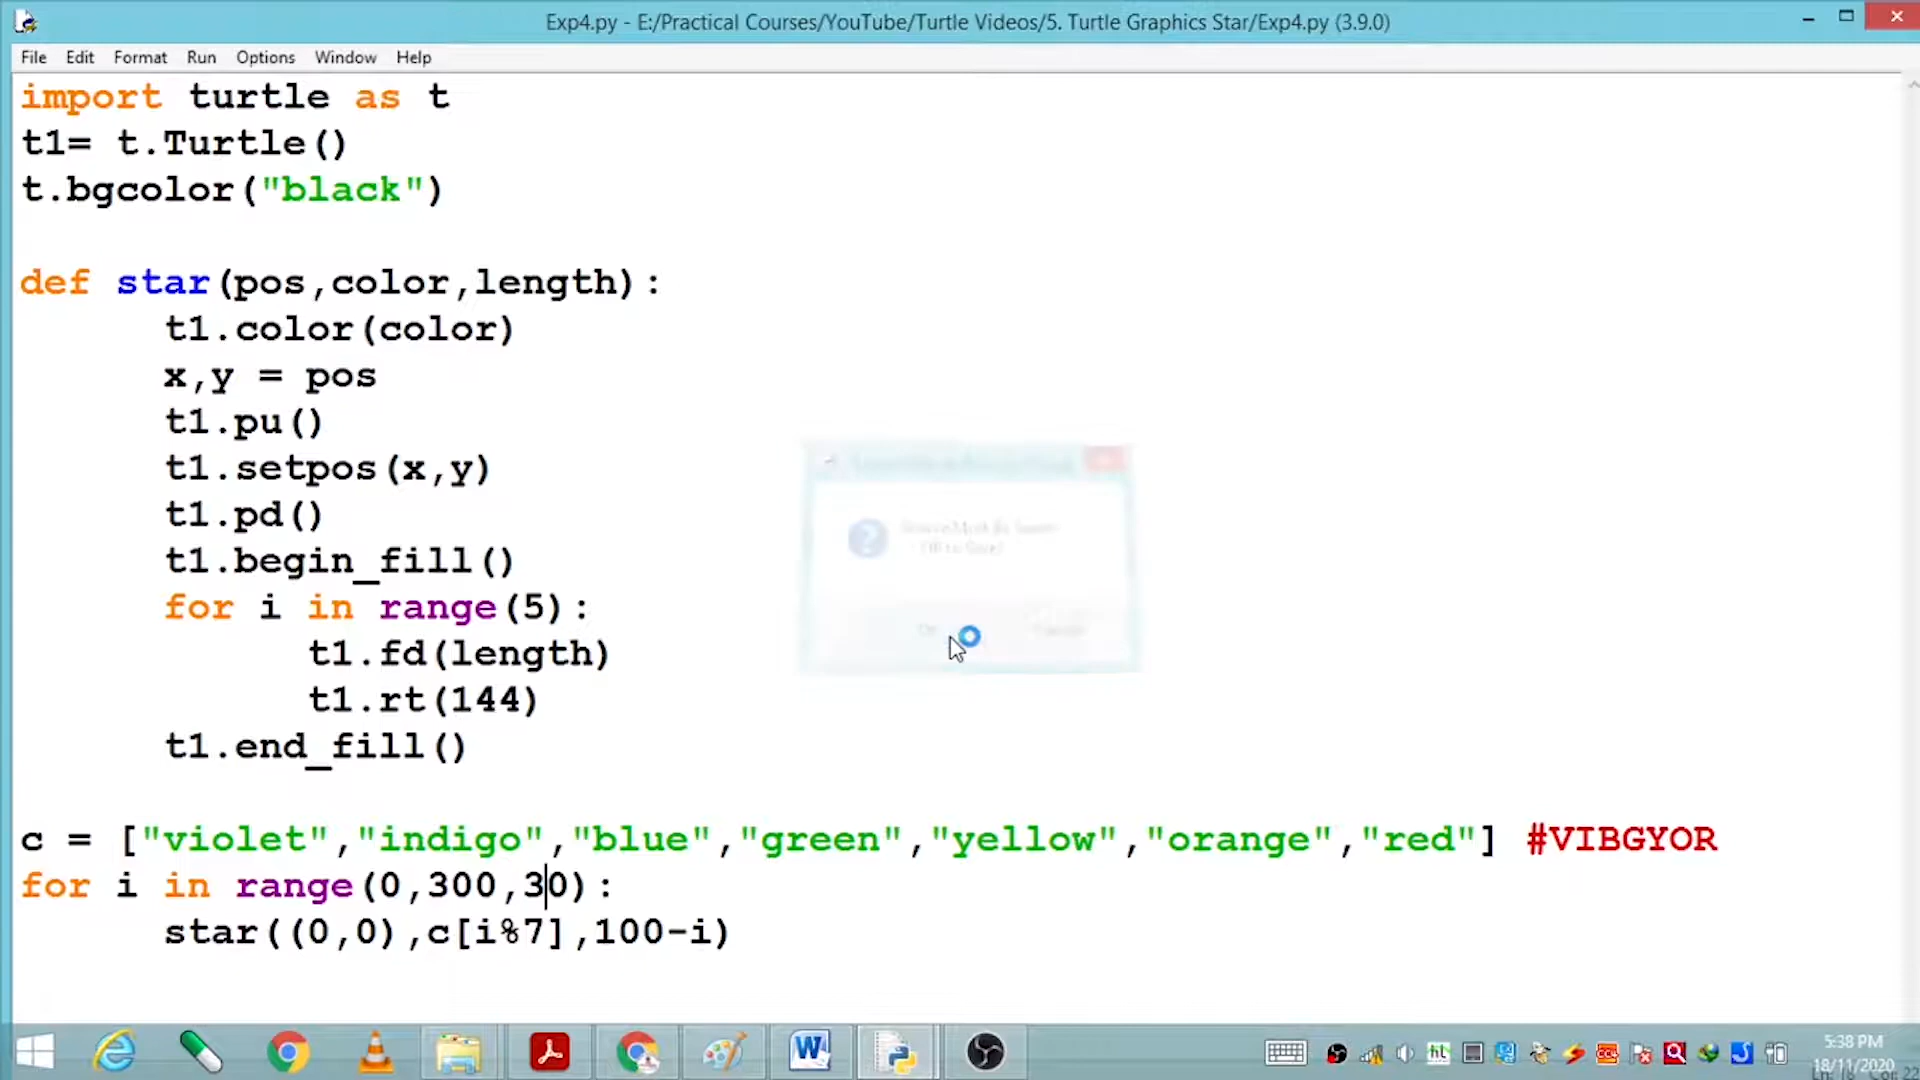 Exp4.py - E:/Practical Courses/YouTube/Turtle Videos/5. Turtle Graphics Star/Exp4.py (3.9.0)
File Edit Format Run Options Window Help
import turtle as t
t1= t.Turtle()
t.bgcolor("black")
def star(pos,color,length):
t1.color(color)
x,y = pos
t1.pu()
t1.setpos(x,y)
t1.pd()
t1.begin_fill()
for i in range(5):
t1.fd(length)
t1.rt(144)
t1.end_fill()
c = ["violet","indigo","blue","green","yellow","orange","red"] #VIBGYOR
for i in range(0,300,30):
star((0,0),c[i%7],100-i)
5:38 PM
18/11/2020